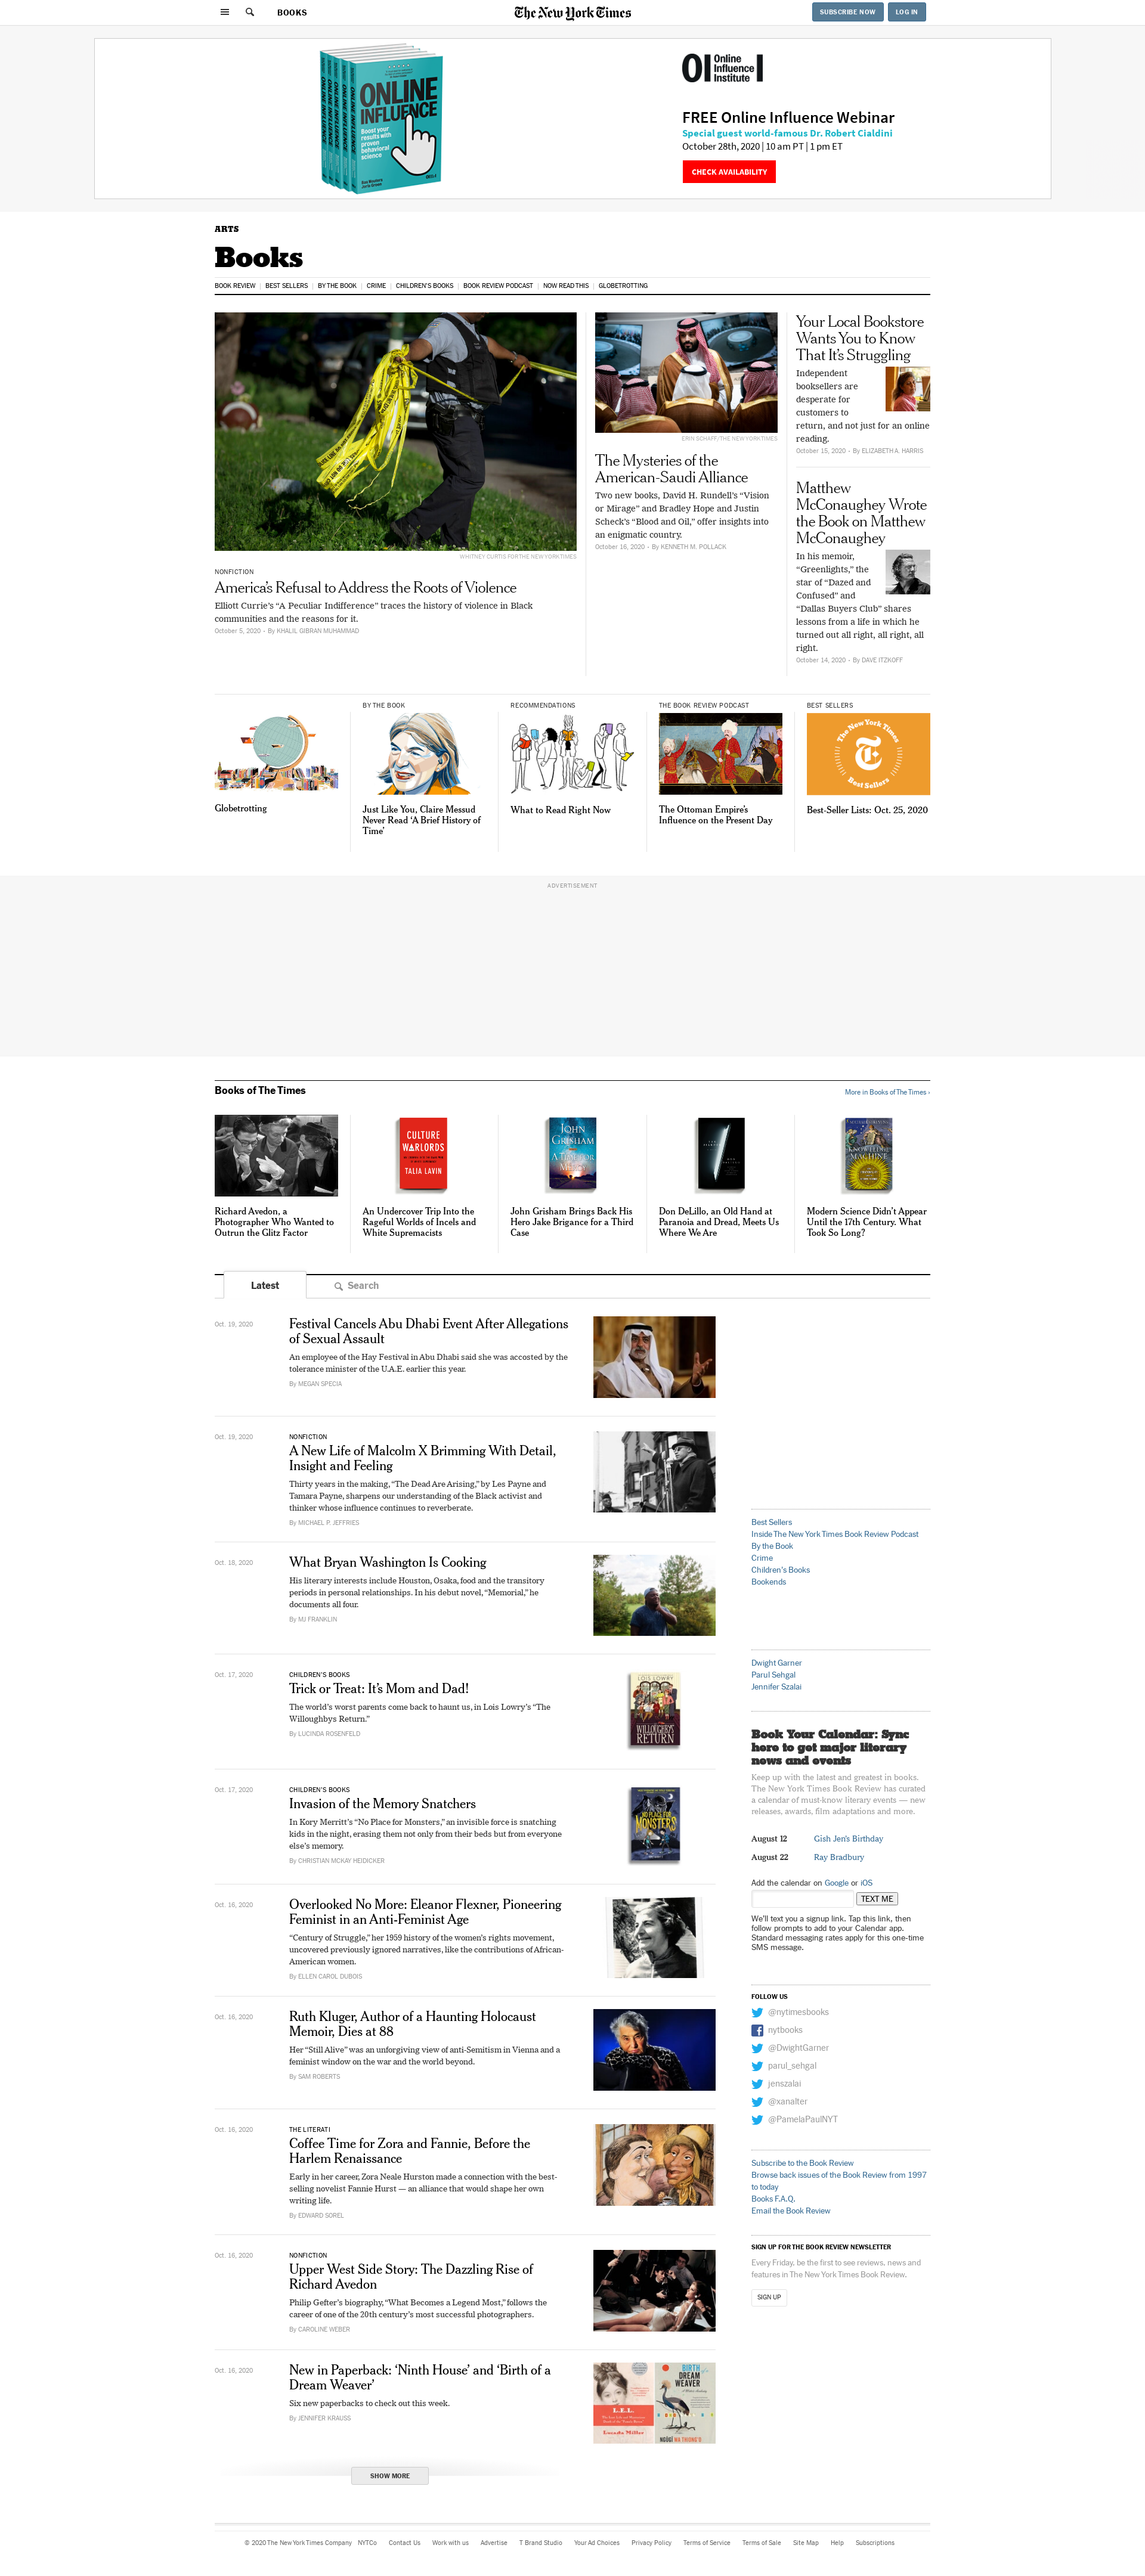 BOOKS
The New York Times
SUBSCRIBE NOW
LOG IN
ONLINE
INFLUENCE
Boost your
results with
proven
behavioral
science
Online
Influence
Institute
FREE Online Influence Webinar
Special guest world-famous Dr. Robert Cialdini
October 28th, 2020 | 10 am PT | 1 pm ET
CHECK AVAILABILITY
ARTS
Books
BOOK REVIEW
BEST SELLERS
BY THE BOOK
CRIME
CHILDREN'S BOOKS
BOOK REVIEW PODCAST
NOW READ THIS
GLOBETROTTING
WHITNEY CURTIS FOR THE NEW YORK TIMES
NONFICTION
America's Refusal to Address the Roots of Violence
Elliott Currie's “A Peculiar Indifference” traces the history of violence in Black
communities and the reasons for it.
October 5, 2020 - By KHALIL GIBRAN MUHAMMAD
ERIN SCHAFF/THE NEW YORK TIMES
The Mysteries of the
American-Saudi Alliance
Two new books, David H. Rundell's “Vision
or Mirage” and Bradley Hope and Justin
Scheck's “Blood and Oil,” offer insights into
an enigmatic country.
October 16, 2020 - By KENNETH M. POLLACK
Your Local Bookstore
Wants You to Know
That It's Struggling
Independent
booksellers are
desperate for
customers to
return, and not just for an online
reading.
October 15, 2020 - By ELIZABETH A. HARRIS
Matthew
McConaughey Wrote
the Book on Matthew
McConaughey
In his memoir,
“Greenlights,” the
star of “Dazed and
Confused” and
“Dallas Buyers Club” shares
lessons from a life in which he
turned out all right, all right, all
right.
October 14, 2020 - By DAVE ITZKOFF
Globetrotting
BY THE BOOK
Just Like You, Claire Messud
Never Read ‘A Brief History of
Time’
RECOMMENDATIONS
What to Read Right Now
THE BOOK REVIEW PODCAST
The Ottoman Empire's
Influence on the Present Day
BEST SELLERS
The New York Times
Best Sellers
Best-Seller Lists: Oct. 25, 2020
ADVERTISEMENT
Books of The Times
More in Books of The Times ›
Richard Avedon, a
Photographer Who Wanted to
Outrun the Glitz Factor
CULTURE
WARLORDS
TALIA LAVIN
An Undercover Trip Into the
Rageful Worlds of Incels and
White Supremacists
JOHN
GRISHAM
A TIME FOR
MERCY
John Grisham Brings Back His
Hero Jake Brigance for a Third
Case
Don DeLillo, an Old Hand at
Paranoia and Dread, Meets Us
Where We Are
KNOWLEDGE
MACHINE
Modern Science Didn't Appear
Until the 17th Century. What
Took So Long?
Latest
Search
Oct. 19, 2020
Festival Cancels Abu Dhabi Event After Allegations
of Sexual Assault
An employee of the Hay Festival in Abu Dhabi said she was accosted by the
tolerance minister of the U.A.E. earlier this year.
By MEGAN SPECIA
Oct. 19, 2020
NONFICTION
A New Life of Malcolm X Brimming With Detail,
Insight and Feeling
Thirty years in the making, “The Dead Are Arising,” by Les Payne and
Tamara Payne, sharpens our understanding of the Black activist and
thinker whose influence continues to reverberate.
By MICHAEL P. JEFFRIES
Oct. 18, 2020
What Bryan Washington Is Cooking
His literary interests include Houston, Osaka, food and the transitory
periods in personal relationships. In his debut novel, “Memorial,” he
documents all four.
By MJ FRANKLIN
Oct. 17, 2020
CHILDREN'S BOOKS
Trick or Treat: It's Mom and Dad!
The world's worst parents come back to haunt us, in Lois Lowry's “The
Willoughbys Return.”
By LUCINDA ROSENFELD
LOIS LOWRY
WILLOUGHBYS
RETURN
Oct. 17, 2020
CHILDREN'S BOOKS
Invasion of the Memory Snatchers
In Kory Merritt's “No Place for Monsters,” an invisible force is snatching
kids in the night, erasing them not only from their beds but from everyone
else's memory.
By CHRISTIAN MCKAY HEIDICKER
NO PLACE FOR
MONSTERS
Oct. 16, 2020
Overlooked No More: Eleanor Flexner, Pioneering
Feminist in an Anti-Feminist Age
“Century of Struggle,” her 1959 history of the women's rights movement,
uncovered previously ignored narratives, like the contributions of African-
American women.
By ELLEN CAROL DUBOIS
Oct. 16, 2020
Ruth Kluger, Author of a Haunting Holocaust
Memoir, Dies at 88
Her “Still Alive” was an unforgiving view of anti-Semitism in Vienna and a
feminist window on the war and the world beyond.
By SAM ROBERTS
Oct. 16, 2020
THE LITERATI
Coffee Time for Zora and Fannie, Before the
Harlem Renaissance
Early in her career, Zora Neale Hurston made a connection with the best-
selling novelist Fannie Hurst — an alliance that would shape her own
writing life.
By EDWARD SOREL
Oct. 16, 2020
NONFICTION
Upper West Side Story: The Dazzling Rise of
Richard Avedon
Philip Gefter's biography, “What Becomes a Legend Most,” follows the
career of one of the 20th century's most successful photographers.
By CAROLINE WEBER
Oct. 16, 2020
New in Paperback: ‘Ninth House’ and ‘Birth of a
Dream Weaver’
Six new paperbacks to check out this week.
By JENNIFER KRAUSS
L.E.L.
Lucasta Miller
BIRTH
DREAM
WEAVER
NGŨGĨ WA THIONG'O
SHOW MORE
Best Sellers
Inside The New York Times Book Review Podcast
By the Book
Crime
Children's Books
Bookends
Dwight Garner
Parul Sehgal
Jennifer Szalai
Book Your Calendar: Sync
here to get major literary
news and events
Keep up with the latest and greatest in books.
The New York Times Book Review has curated
a calendar of must-know literary events — new
releases, awards, film adaptations and more.
August 12 Gish Jen's Birthday
August 22 Ray Bradbury
Add the calendar on Google or iOS
TEXT ME
We'll text you a signup link. Tap this link, then
follow prompts to add to your Calendar app.
Standard messaging rates apply for this one-time
SMS message.
FOLLOW US
@nytimesbooks
nytbooks
@DwightGarner
parul_sehgal
jenszalai
@xanalter
@PamelaPaulNYT
Subscribe to the Book Review
Browse back issues of the Book Review from 1997
to today
Books F.A.Q.
Email the Book Review
SIGN UP FOR THE BOOK REVIEW NEWSLETTER
Every Friday, be the first to see reviews, news and
features in The New York Times Book Review.
SIGN UP
© 2020 The New York Times Company NYTCo Contact Us Work with us Advertise T Brand Studio Your Ad Choices Privacy Policy Terms of Service Terms of Sale Site Map Help Subscriptions